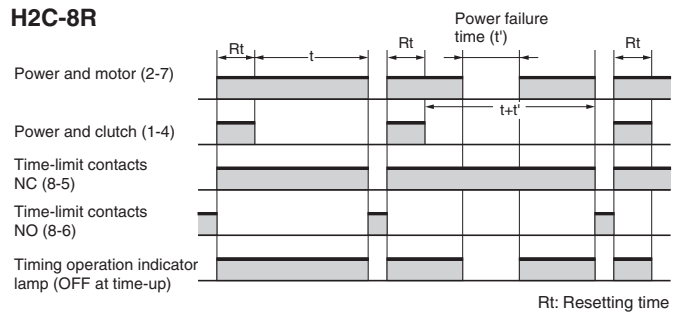 H2C-8R
Power failure
time (t')
Rt
t
Rt
Rt
Power and motor (2-7)
t+t'
Power and clutch (1-4)
Time-limit contacts
NC (8-5)
Time-limit contacts
NO (8-6)
Timing operation indicator
lamp (OFF at time-up)
Rt: Resetting time